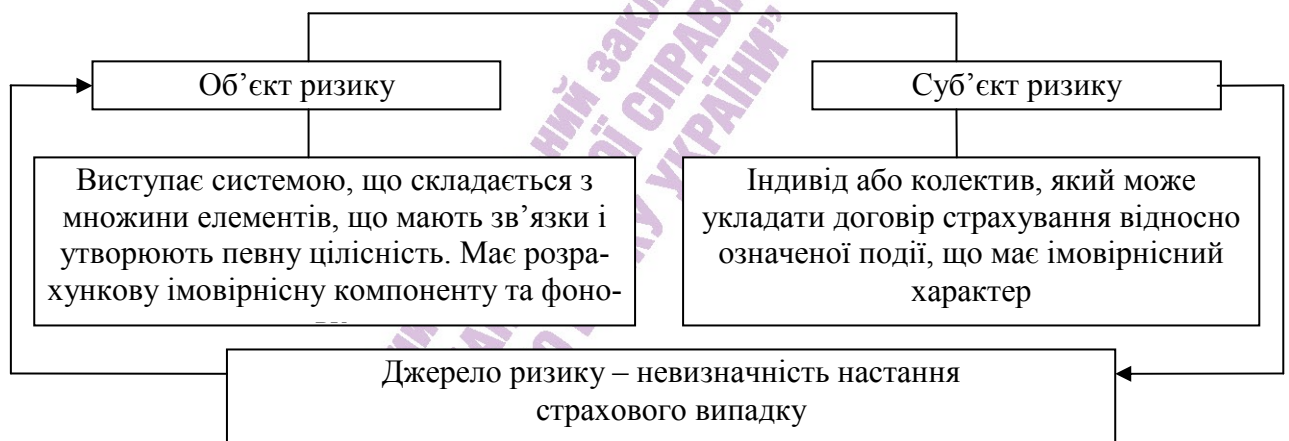 Об’єкт ризику
Суб’єкт ризику
Виступає системою, що складається з
множини елементів, що мають зв’язки і
утворюють певну цілісність. Має розра-
хункову імовірнісну компоненту та фоно-
Індивід або колектив, який може
укладати договір страхування відносно
означеної події, що має імовірнісний
характер
Джерело ризику – невизначність настання
страхового випадку